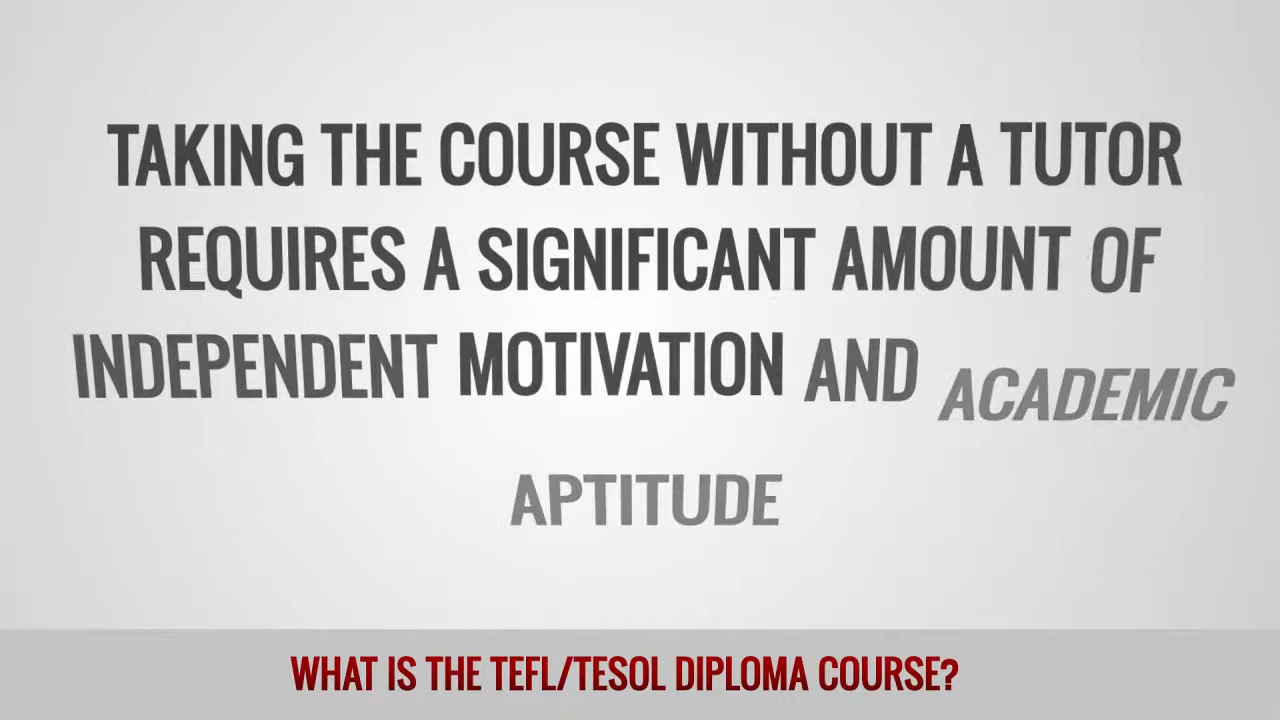 TAKING THE COURSE WITHOUT A TUTOR
REQUIRES A SIGNIFICANT AMOUNT OF
INDEPENDENT MOTIVATION AND ACADEMIC
APTITUDE
WHAT IS THE TEFL/TESOL DIPLOMA COURSE?